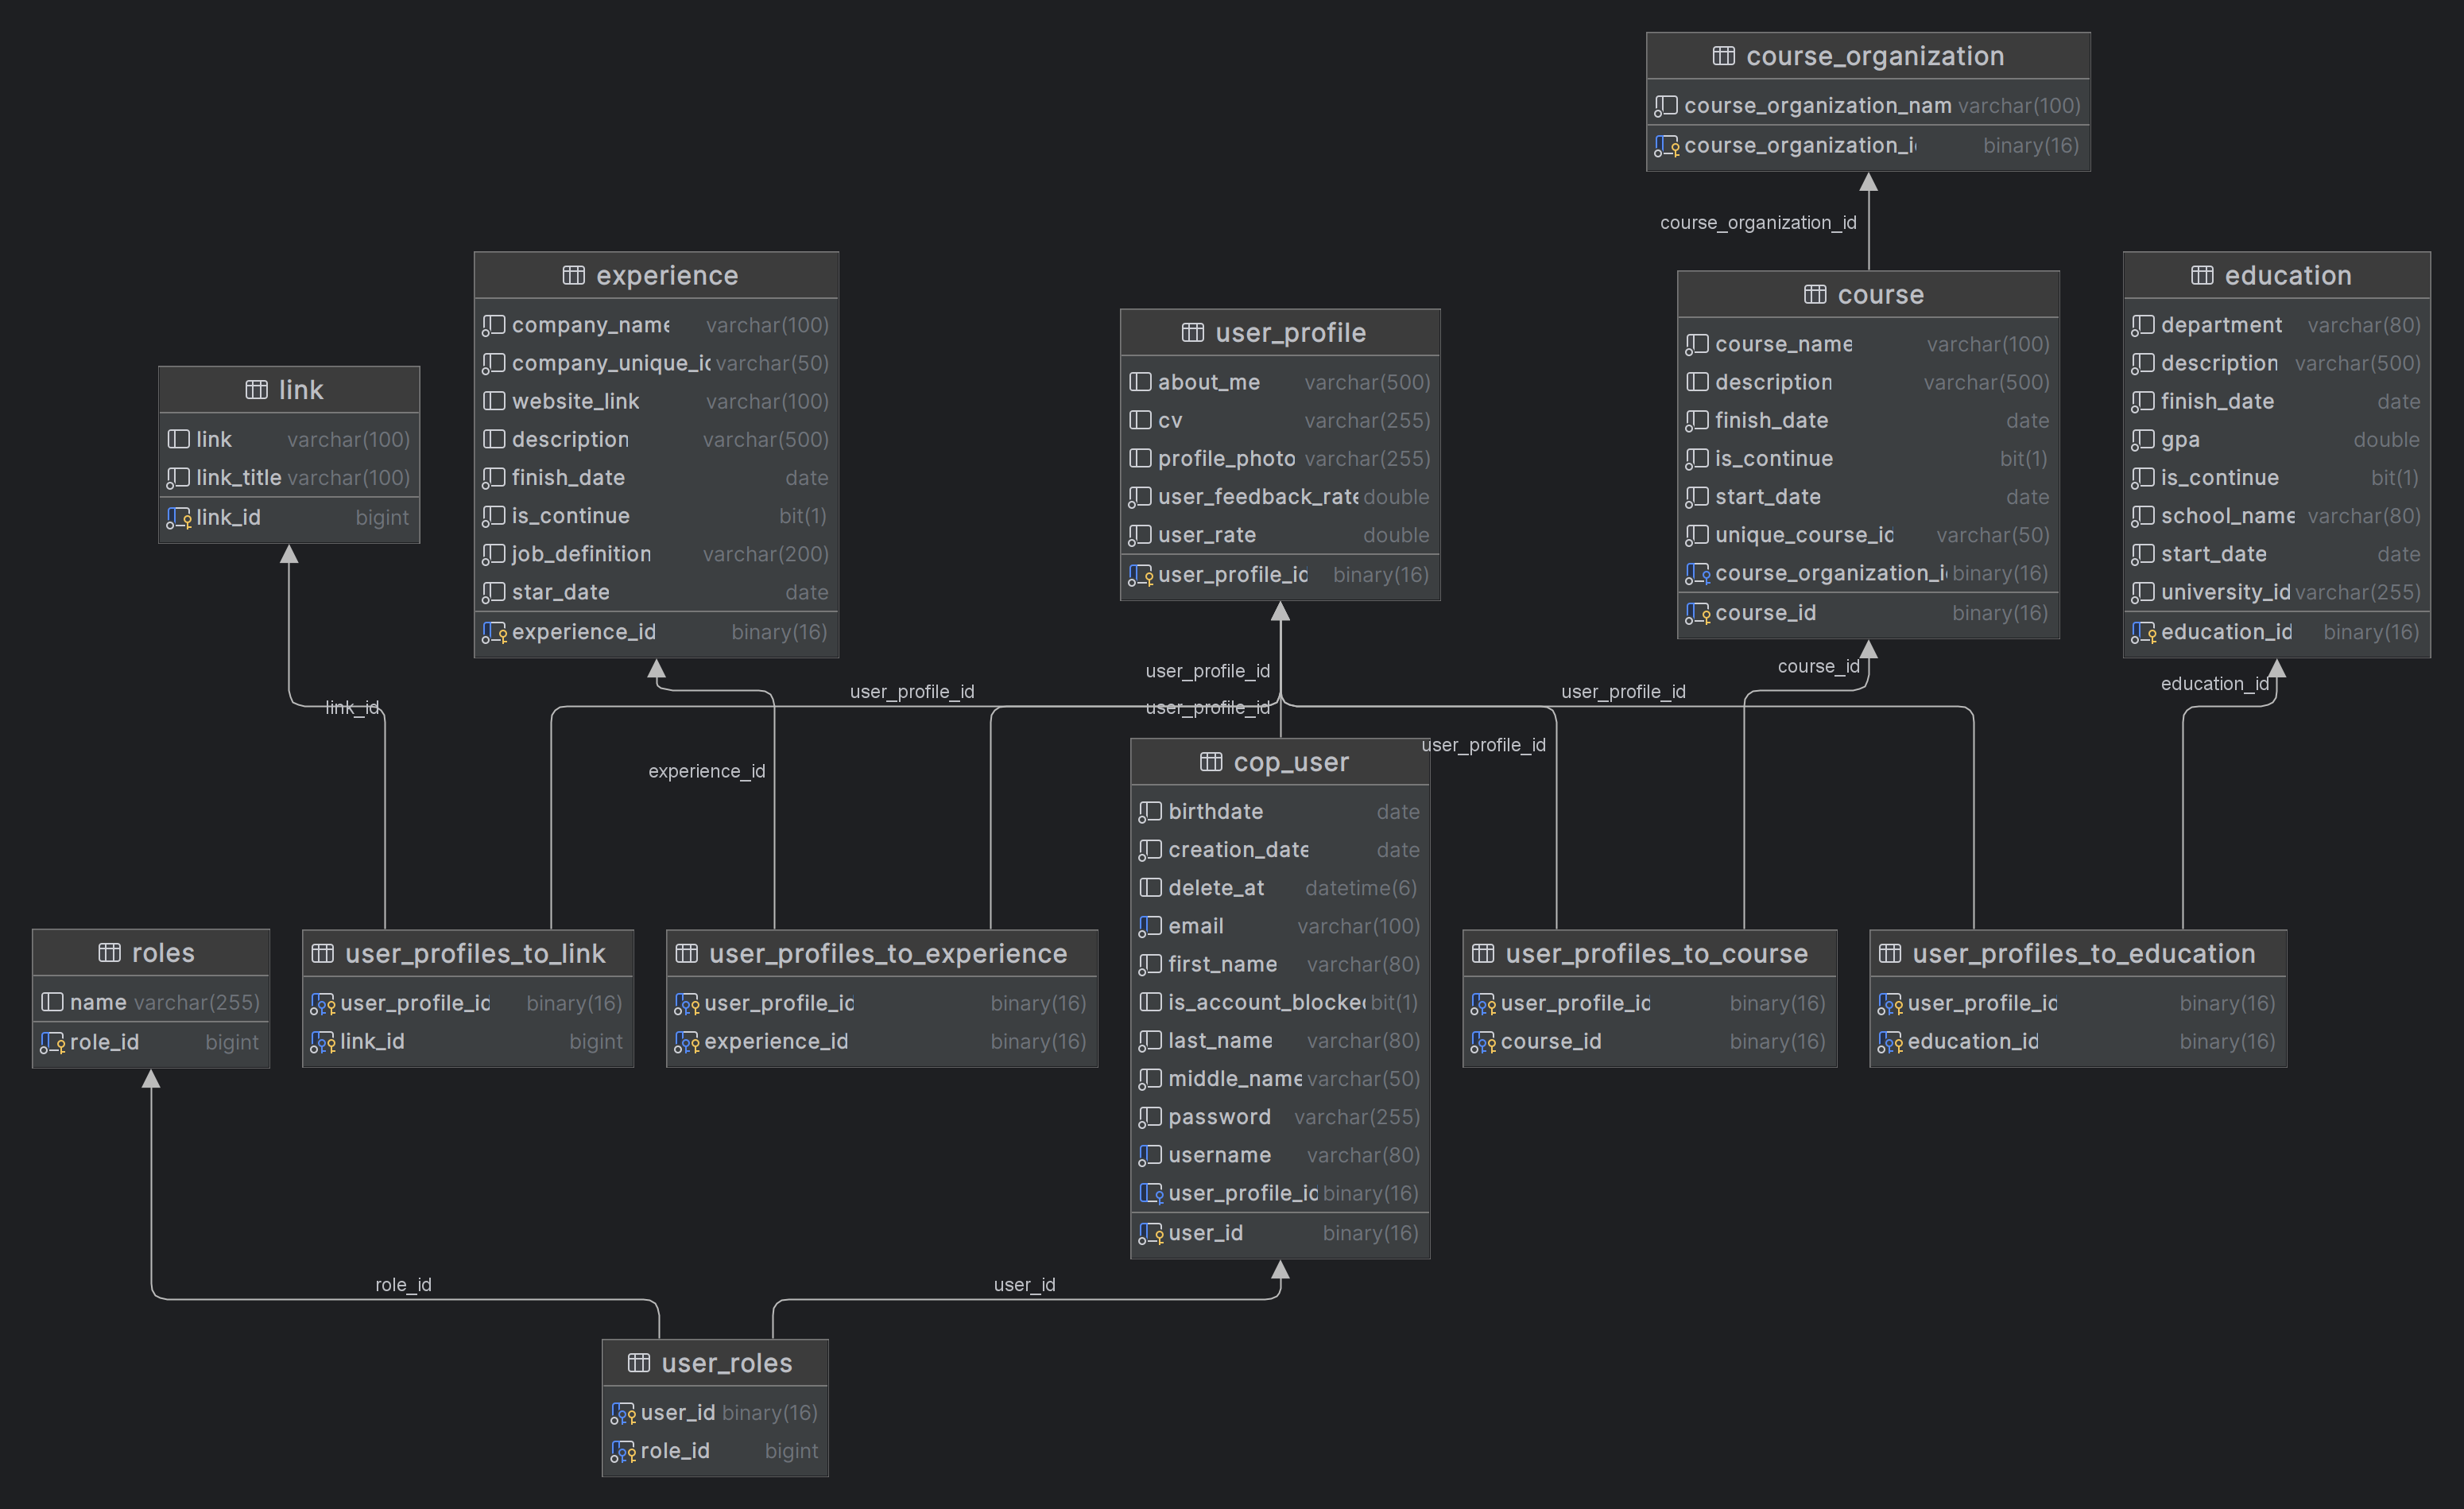 course_organization
course_organization_nam varchar(100)
course_organization_i binary(16)
course_organization_id
experience
company_name varchar(100)
company_unique_ic varchar(50)
website_link varchar(100)
description varchar(500)
finish_date date
is_continue bit(1)
job_definition varchar(200)
star_date date
experience_id binary(16)
education
department varchar(80)
description varchar(500)
finish_date date
gpa double
is_continue bit(1)
school_name varchar(80)
start_date date
university_id varchar(255)
education_id binary(16)
course
course_name varchar(100)
description varchar(500)
finish_date date
is_continue bit(1)
start_date date
unique_course_id varchar(50)
course_organization_i binary(16)
course_id binary(16)
user_profile
about_me varchar(500)
cv varchar(255)
profile_photo varchar(255)
user_feedback_rate double
user_rate double
user_profile_id binary(16)
link
link varchar(100)
link_title varchar(100)
link_id bigint
user_profile_id
course_id
education_id
user_profile_id
user_profile_id
link_id
user_profile_id
user_profile_id
experience_id
cop_user
birthdate date
creation_date date
delete_at datetime(6)
email varchar(100)
first_name varchar(80)
is_account_blocked bit(1)
last_name varchar(80)
middle_name varchar(50)
password varchar(255)
username varchar(80)
user_profile_id binary(16)
user_id binary(16)
roles
name varchar(255)
role_id bigint
user_profiles_to_link
user_profile_id binary(16)
link_id bigint
user_profiles_to_experience
user_profile_id binary(16)
experience_id binary(16)
user_profiles_to_course
user_profile_id binary(16)
course_id binary(16)
user_profiles_to_education
user_profile_id binary(16)
education_id binary(16)
role_id
user_id
user_roles
user_id binary(16)
role_id bigint